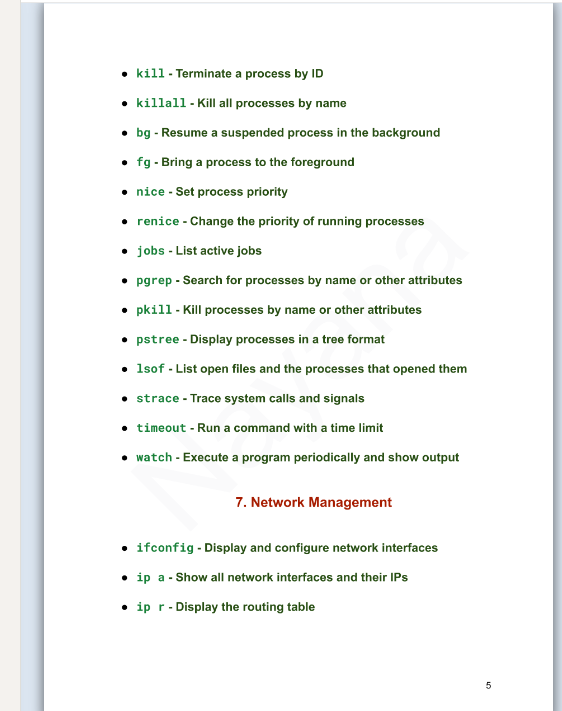 ● kill - Terminate a process by ID
● killall - Kill all processes by name
● bg - Resume a suspended process in the background
● fg - Bring a process to the foreground
● nice - Set process priority
● renice - Change the priority of running processes
● jobs - List active jobs
● pgrep - Search for processes by name or other attributes
● pkill - Kill processes by name or other attributes
● pstree - Display processes in a tree format
● lsof - List open files and the processes that opened them
● strace - Trace system calls and signals
● timeout - Run a command with a time limit
● watch - Execute a program periodically and show output
7. Network Management
● ifconfig - Display and configure network interfaces
● ip a - Show all network interfaces and their IPs
● ip r - Display the routing table
5
Nayana